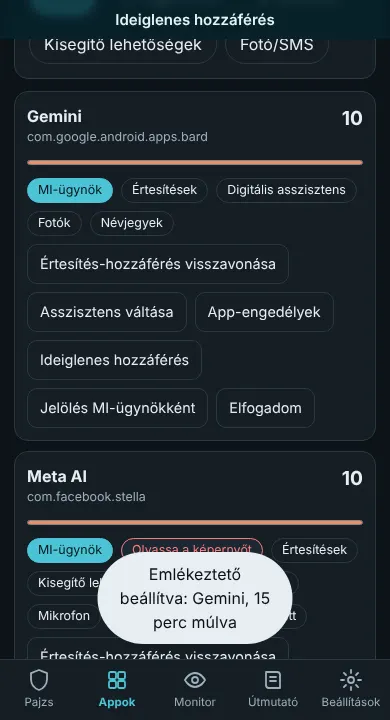 Ideiglenes hozzáférés
Kisegítő lehetőségek
Fotó/SMS
Gemini
10
com.google.android.apps.bard
MI-ügynök
Értesítések
Digitális asszisztens
Fotók
Névjegyek
Értesítés-hozzáférés visszavonása
Asszisztens váltása
App-engedélyek
Ideiglenes hozzáférés
Jelölés MI-ügynökként
Elfogadom
Meta AI
10
com.facebook.stella
MI-ügynök
Olvassa a képernyőt
Értesítések
Kisegítő
Mikrofon
Emlékeztető
beállítva: Gemini, 15
perc múlva
Értesítés-hozzáférés visszavonása
Pajzs
Appok
Monitor
Útmutató
Beállítások